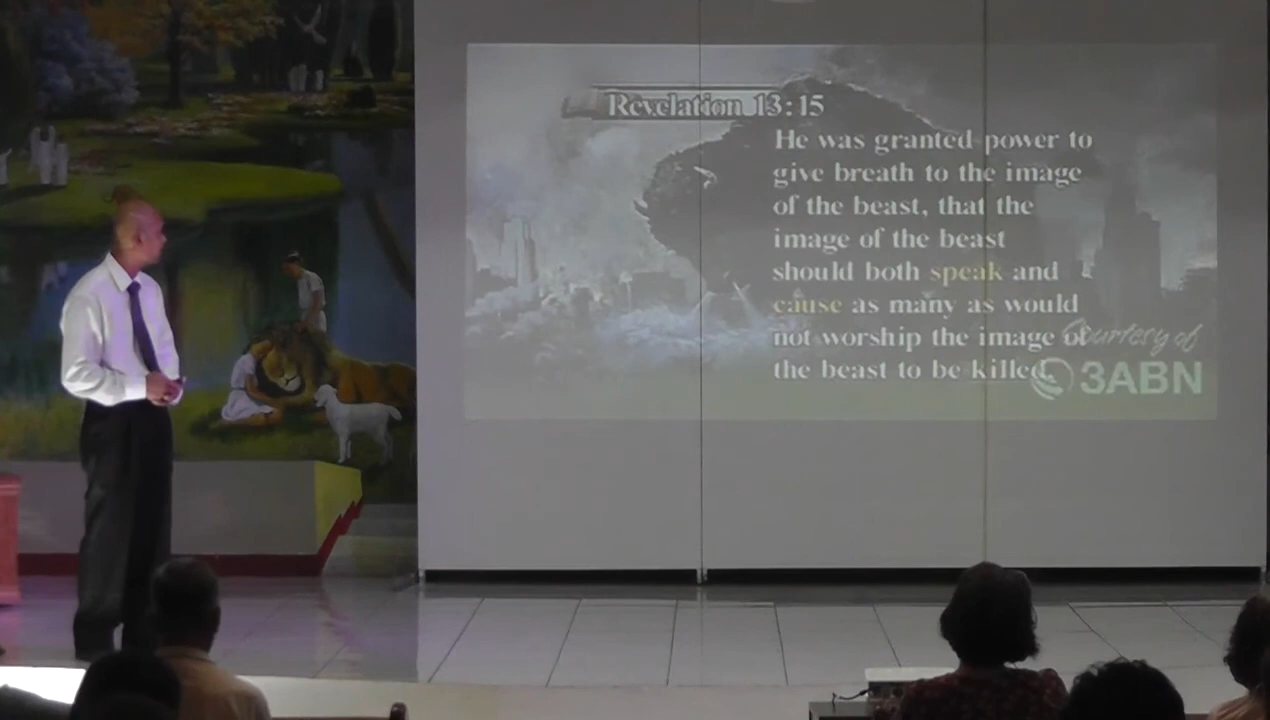 Revelation 13:15
He was granted power to
give breath to the image
of the beast, that the
image of the beast
should both speak and
cause as many as would
not worship the image of
the beast to be killed.
Courtesy of
3ABN